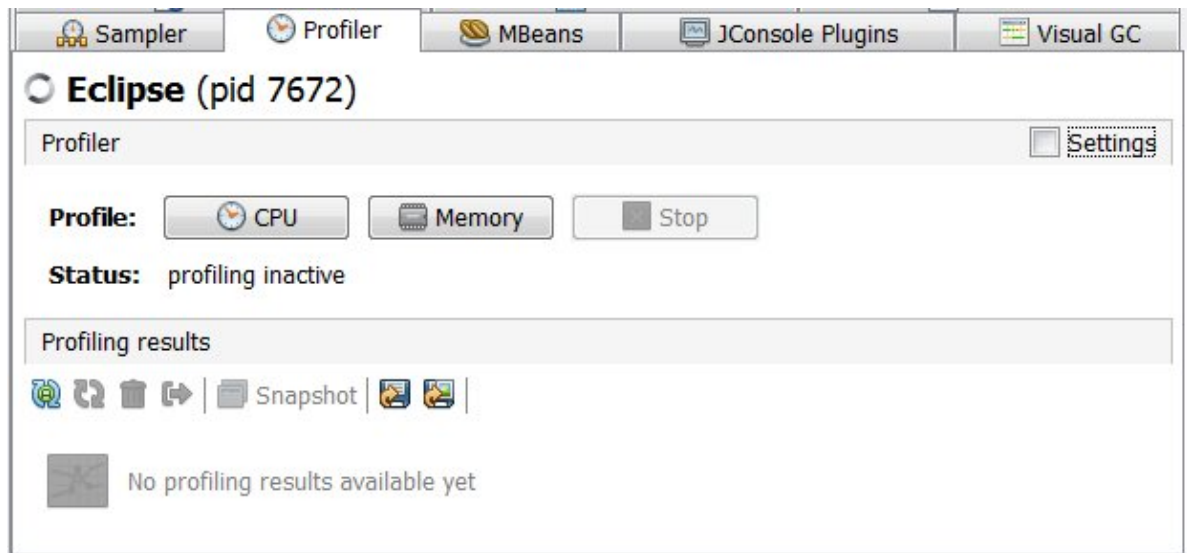 Sampler Profiler MBeans JConsole Plugins Visual GC
Eclipse (pid 7672)
Profiler Settings
Profile: CPU Memory Stop
Status: profiling inactive
Profiling results
Snapshot
No profiling results available yet